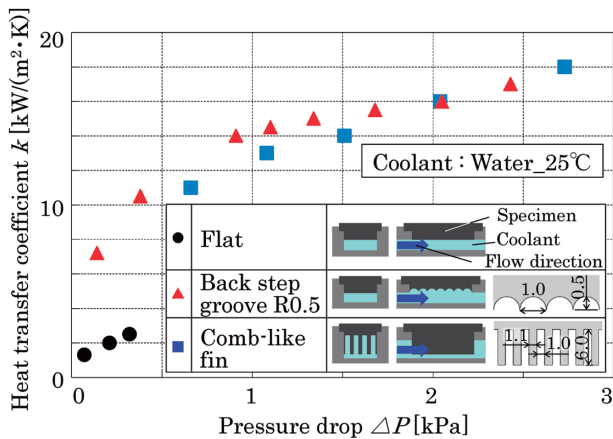 Heat transfer coefficient k [kW/(m²•K)]
20
10
0
0
1
2
3
Pressure drop ⊿P [kPa]
Coolant : Water_25℃
Flat
Specimen
Coolant
Flow direction
Back step
groove R0.5
1.0
0.5
Comb-like
fin
1.1
1.0
6.0